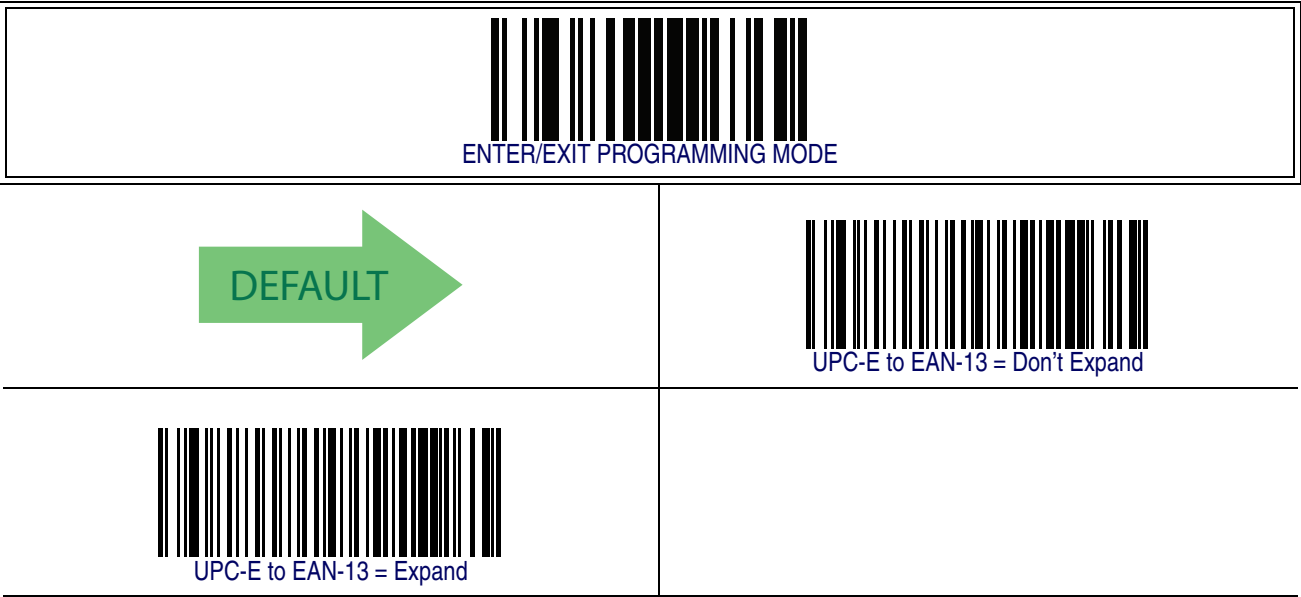 ENTER/EXIT PROGRAMMING MODE
DEFAULT
UPC-E to EAN-13 = Don't Expand
UPC-E to EAN-13 = Expand